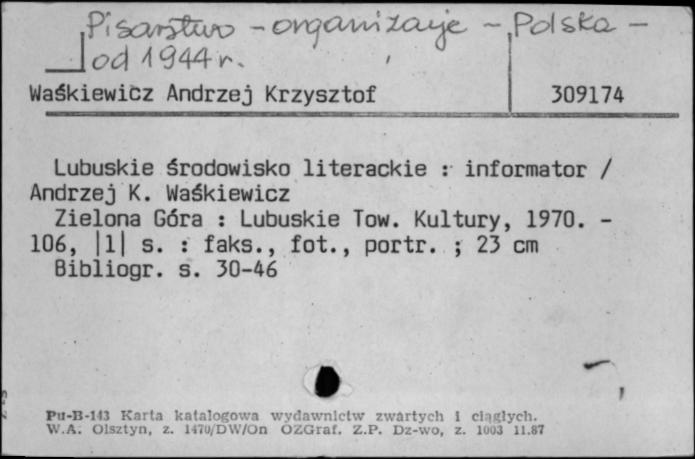 Pisarstwo - organizacje - Polska -
od 1944 r.
Waśkiewicz Andrzej Krzysztof 309174
Lubuskie środowisko literackie : informator /
Andrzej K. Waśkiewicz
Zielona Góra : Lubuskie Tow. Kultury, 1970. -
106, |1| s. : faks., fot., portr. ; 23 cm
Bibliogr. s. 30-46
Pu-B-143 Karta katalogowa wydawnictw zwartych i ciągłych.
W.A. Olsztyn, z. 1470/DW/On OZGraf. Z.P. Dz-wo, z. 1003 11.87